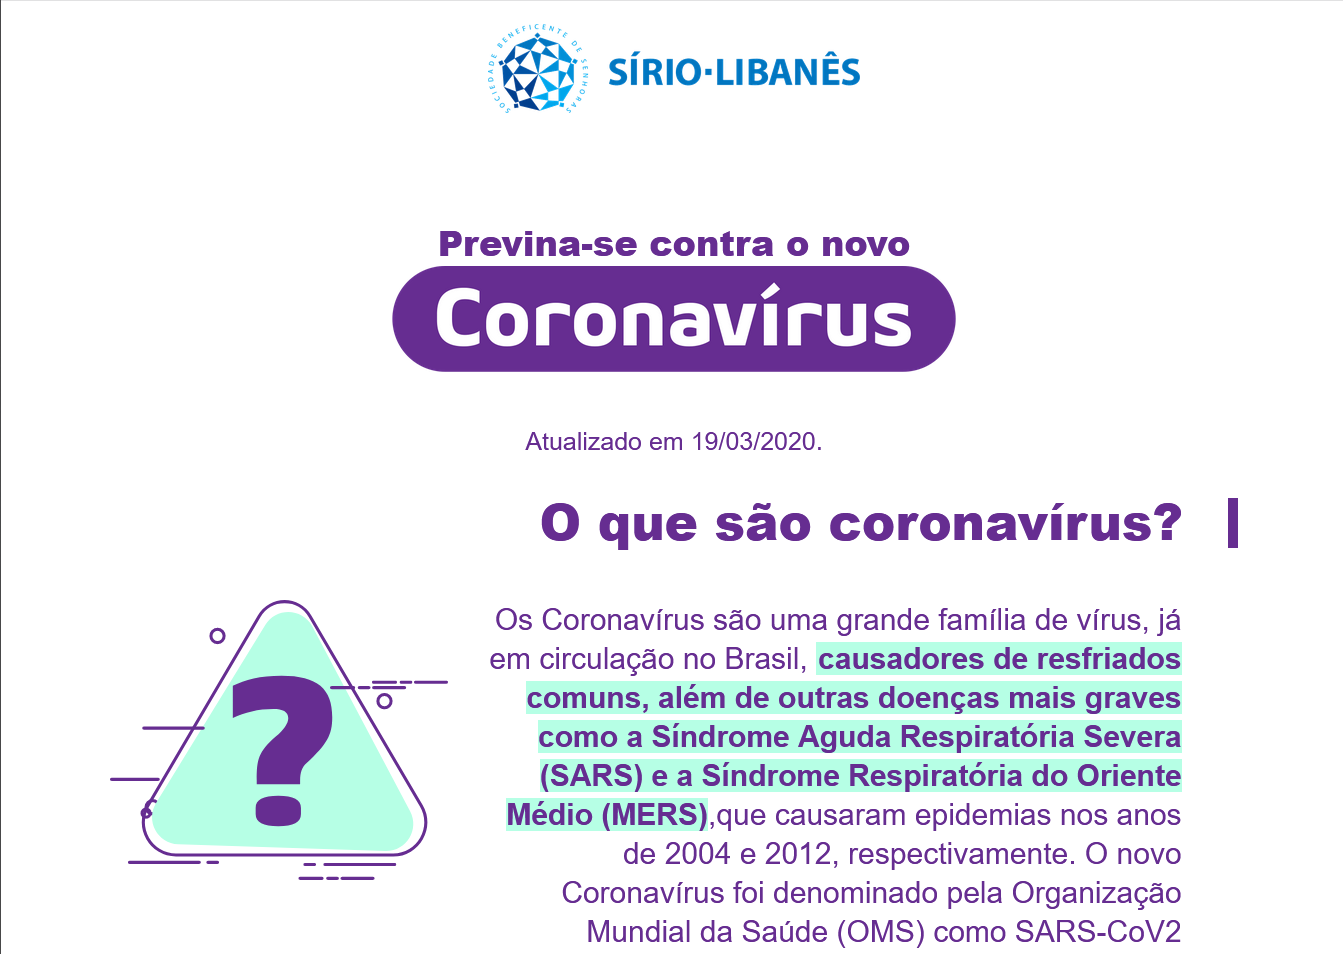 SOCIEDADE BENEFICENTE DE SENHORAS
SÍRIO·LIBANÊS
Previna-se contra o novo
Coronavírus
Atualizado em 19/03/2020.
O que são coronavírus?
?
Os Coronavírus são uma grande família de vírus, já
em circulação no Brasil, causadores de resfriados
comuns, além de outras doenças mais graves
como a Síndrome Aguda Respiratória Severa
(SARS) e a Síndrome Respiratória do Oriente
Médio (MERS),que causaram epidemias nos anos
de 2004 e 2012, respectivamente. O novo
Coronavírus foi denominado pela Organização
Mundial da Saúde (OMS) como SARS-CoV2